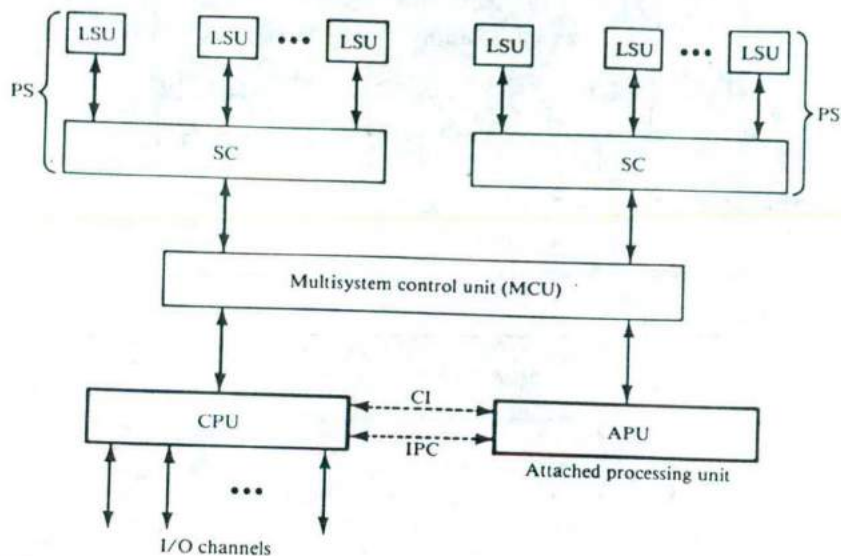 LSU LSU ••• LSU LSU LSU ••• LSU
PS PS
SC SC
Multisystem control unit (MCU)
CI
CPU APU
IPC
Attached processing unit
•••
I/O channels